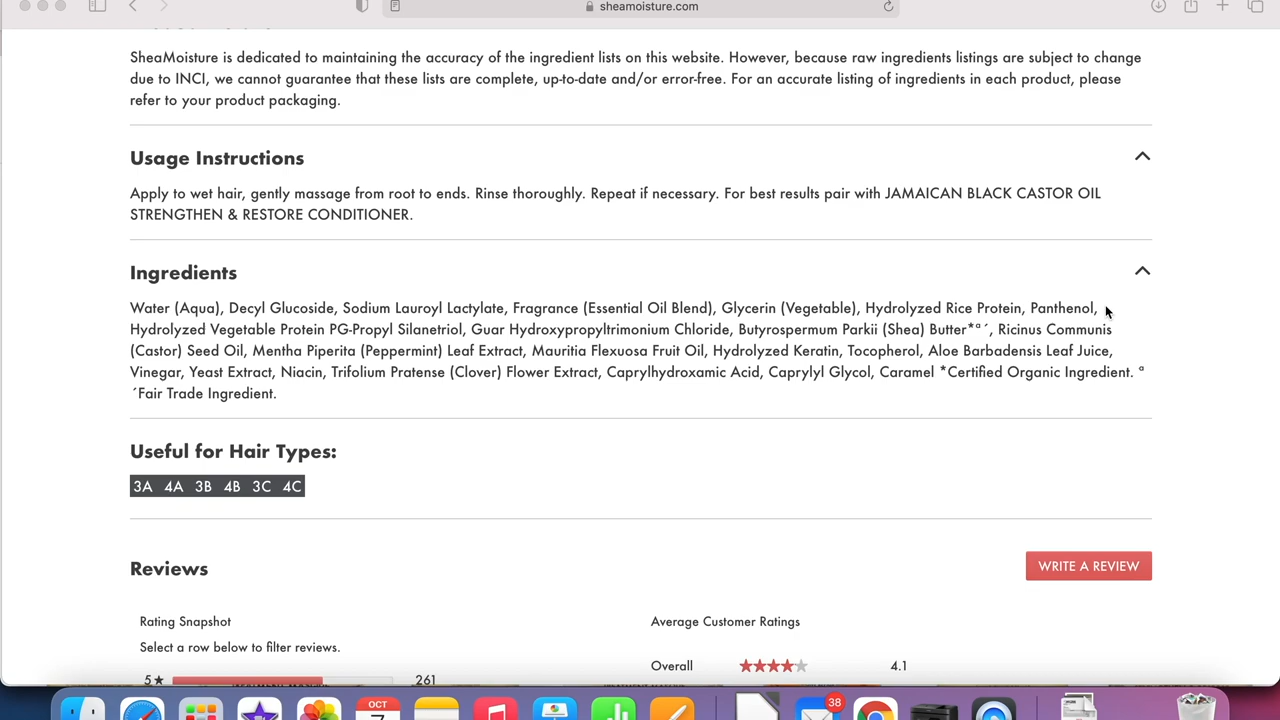 sheamoisture.com
SheaMoisture is dedicated to maintaining the accuracy of the ingredient lists on this website. However, because raw ingredients listings are subject to change
due to INCI, we cannot guarantee that these lists are complete, up-to-date and/or error-free. For an accurate listing of ingredients in each product, please
refer to your product packaging.
Usage Instructions
Apply to wet hair, gently massage from root to ends. Rinse thoroughly. Repeat if necessary. For best results pair with JAMAICAN BLACK CASTOR OIL
STRENGTHEN & RESTORE CONDITIONER.
Ingredients
Water (Aqua), Decyl Glucoside, Sodium Lauroyl Lactylate, Fragrance (Essential Oil Blend), Glycerin (Vegetable), Hydrolyzed Rice Protein, Panthenol,
Hydrolyzed Vegetable Protein PG-Propyl Silanetriol, Guar Hydroxypropyltrimonium Chloride, Butyrospermum Parkii (Shea) Butter*ª´, Ricinus Communis
(Castor) Seed Oil, Mentha Piperita (Peppermint) Leaf Extract, Mauritia Flexuosa Fruit Oil, Hydrolyzed Keratin, Tocopherol, Aloe Barbadensis Leaf Juice,
Vinegar, Yeast Extract, Niacin, Trifolium Pratense (Clover) Flower Extract, Caprylhydroxamic Acid, Caprylyl Glycol, Caramel *Certified Organic Ingredient. ª
´Fair Trade Ingredient.
Useful for Hair Types:
3A 4A 3B 4B 3C 4C
Reviews
WRITE A REVIEW
Rating Snapshot
Average Customer Ratings
Select a row below to filter reviews.
Overall ★★★★★ 4.1
5★ 261
OCT
7
38